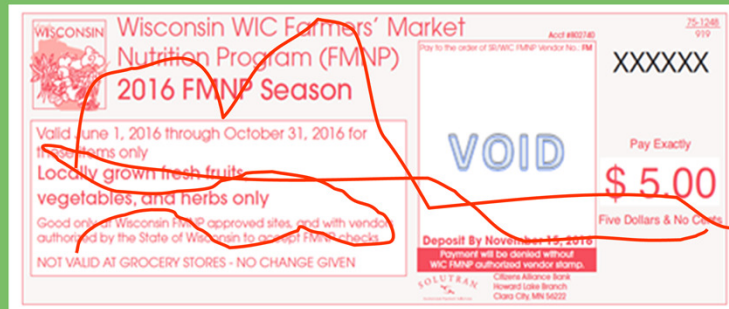 WISCONSIN
Wisconsin WIC Farmers' Market
Nutrition Program (FMNP)
2016 FMNP Season
Valid June 1, 2016 through October 31, 2016 for
those items only
Locally grown fresh fruits,
vegetables, and herbs only
Good only at Wisconsin FMNP approved sites, and with vendors
authorized by the State of Wisconsin to accept FMNP checks
NOT VALID AT GROCERY STORES - NO CHANGE GIVEN
Acct #802740
Pay to the order of SR/WIC FMNP Vendor No. FM
VOID
Deposit By November 15, 2016
Payment will be denied without
WIC FMNP authorized vendor stamp.
SOLUTRAN
Citizens Alliance Bank
Howard Lake Branch
Clara City, MN 56222
75-1248
919
XXXXXX
Pay Exactly
$ 5.00
Five Dollars & No Cents